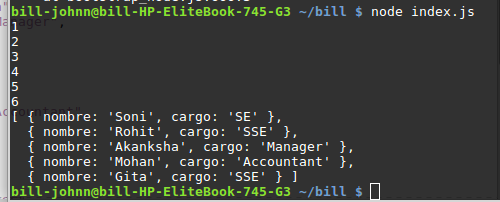 bill-johnn@bill-HP-EliteBook-745-G3 ~/bill $ node index.js
1
2
3
4
5
6
[ { nombre: 'Soni', cargo: 'SE' },
  { nombre: 'Rohit', cargo: 'SSE' },
  { nombre: 'Akanksha', cargo: 'Manager' },
  { nombre: 'Mohan', cargo: 'Accountant' },
  { nombre: 'Gita', cargo: 'SSE' } ]
bill-johnn@bill-HP-EliteBook-745-G3 ~/bill $